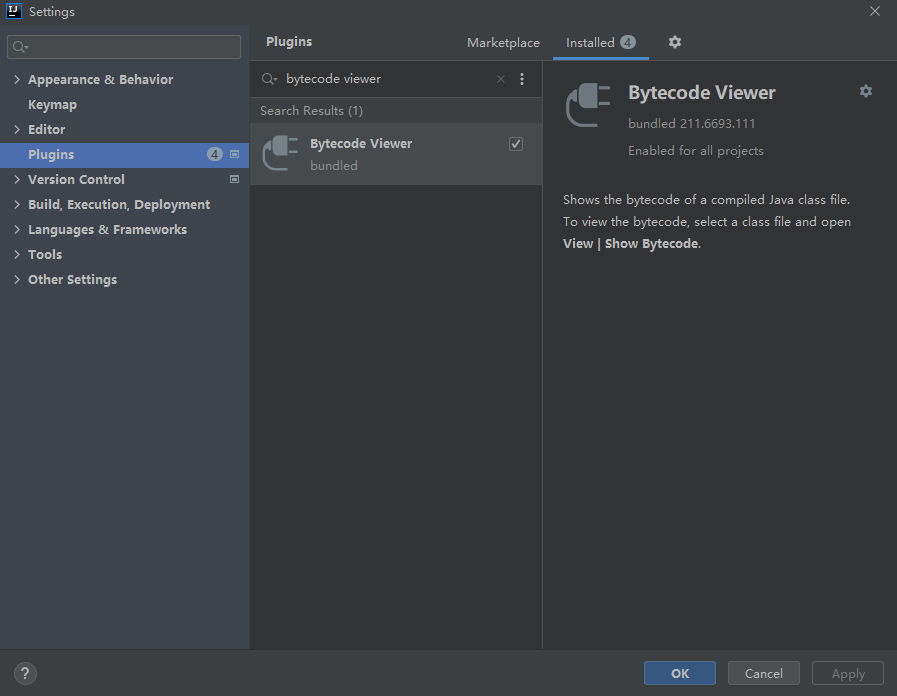 IJ
Settings
Appearance & Behavior
Keymap
Editor
Plugins 4
Version Control
Build, Execution, Deployment
Languages & Frameworks
Tools
Other Settings
Plugins
Marketplace
Installed 4
bytecode viewer
Search Results (1)
Bytecode Viewer
bundled
Bytecode Viewer
bundled 211.6693.111
Enabled for all projects
Shows the bytecode of a compiled Java class file.
To view the bytecode, select a class file and open
View | Show Bytecode.
?
OK
Cancel
Apply